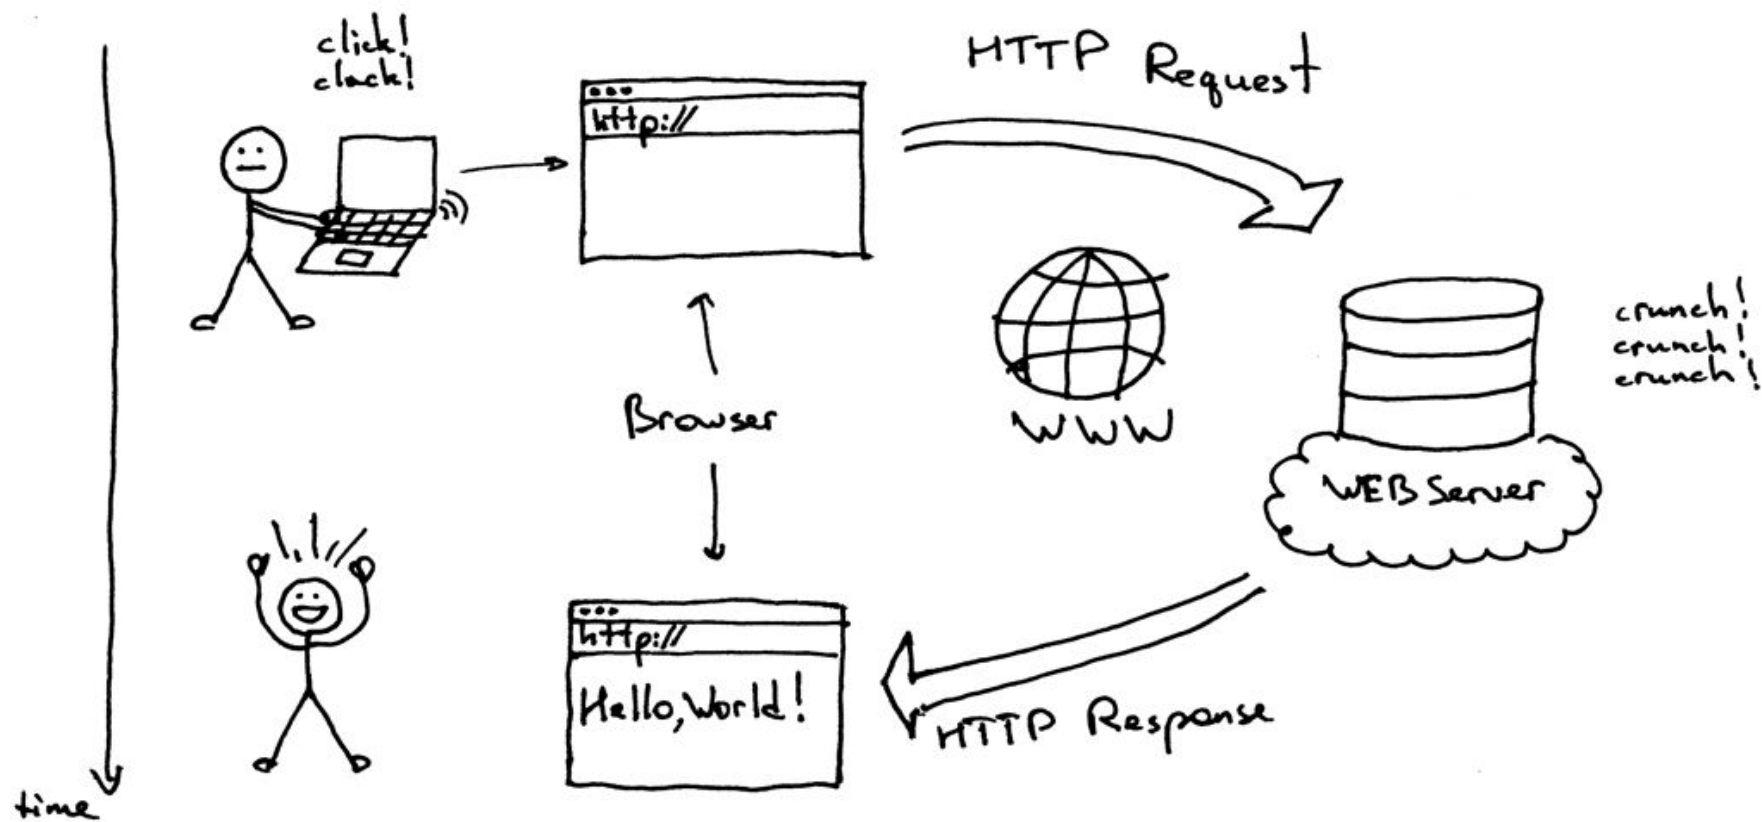 click!
clack!
http://
HTTP Request
crunch!
crunch!
crunch!
WWW
Browser
WEB Server
http://
Hello, World!
HTTP Response
time